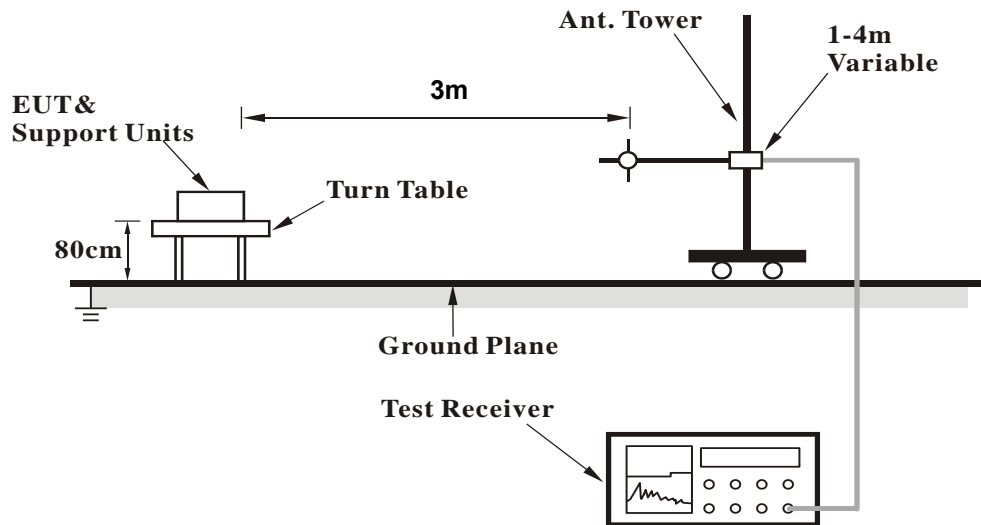 Ant. Tower
1-4m
Variable
3m
EUT&
Support Units
Turn Table
80cm
Ground Plane
Test Receiver